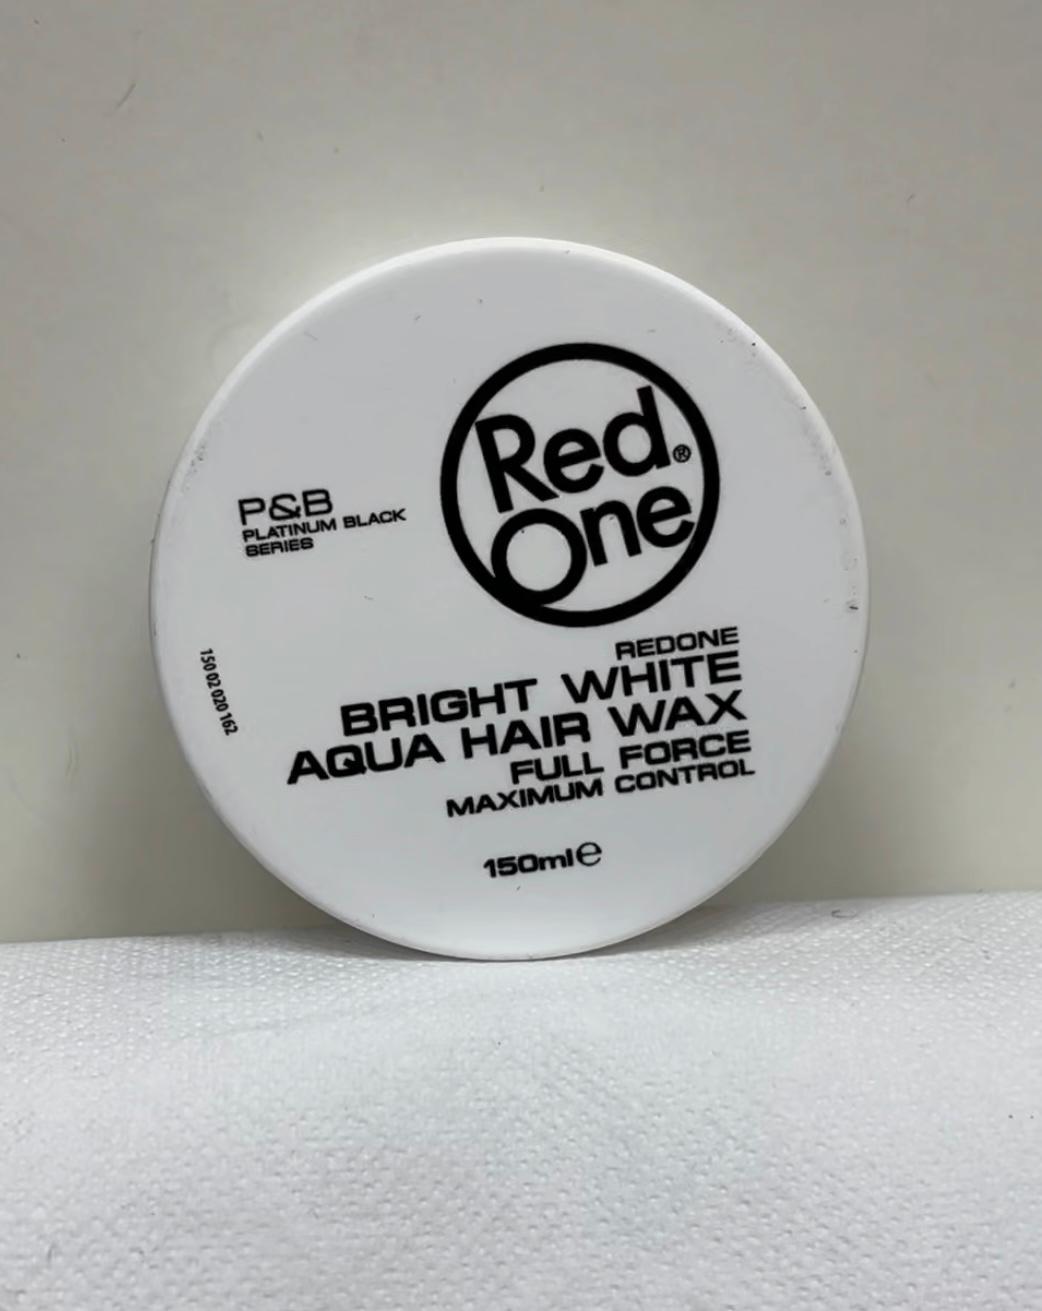 Red®
One
P&B
PLATINUM BLACK
SERIES
REDONE
BRIGHT WHITE
AQUA HAIR WAX
FULL FORCE
MAXIMUM CONTROL
150 02 020 162
150ml℮